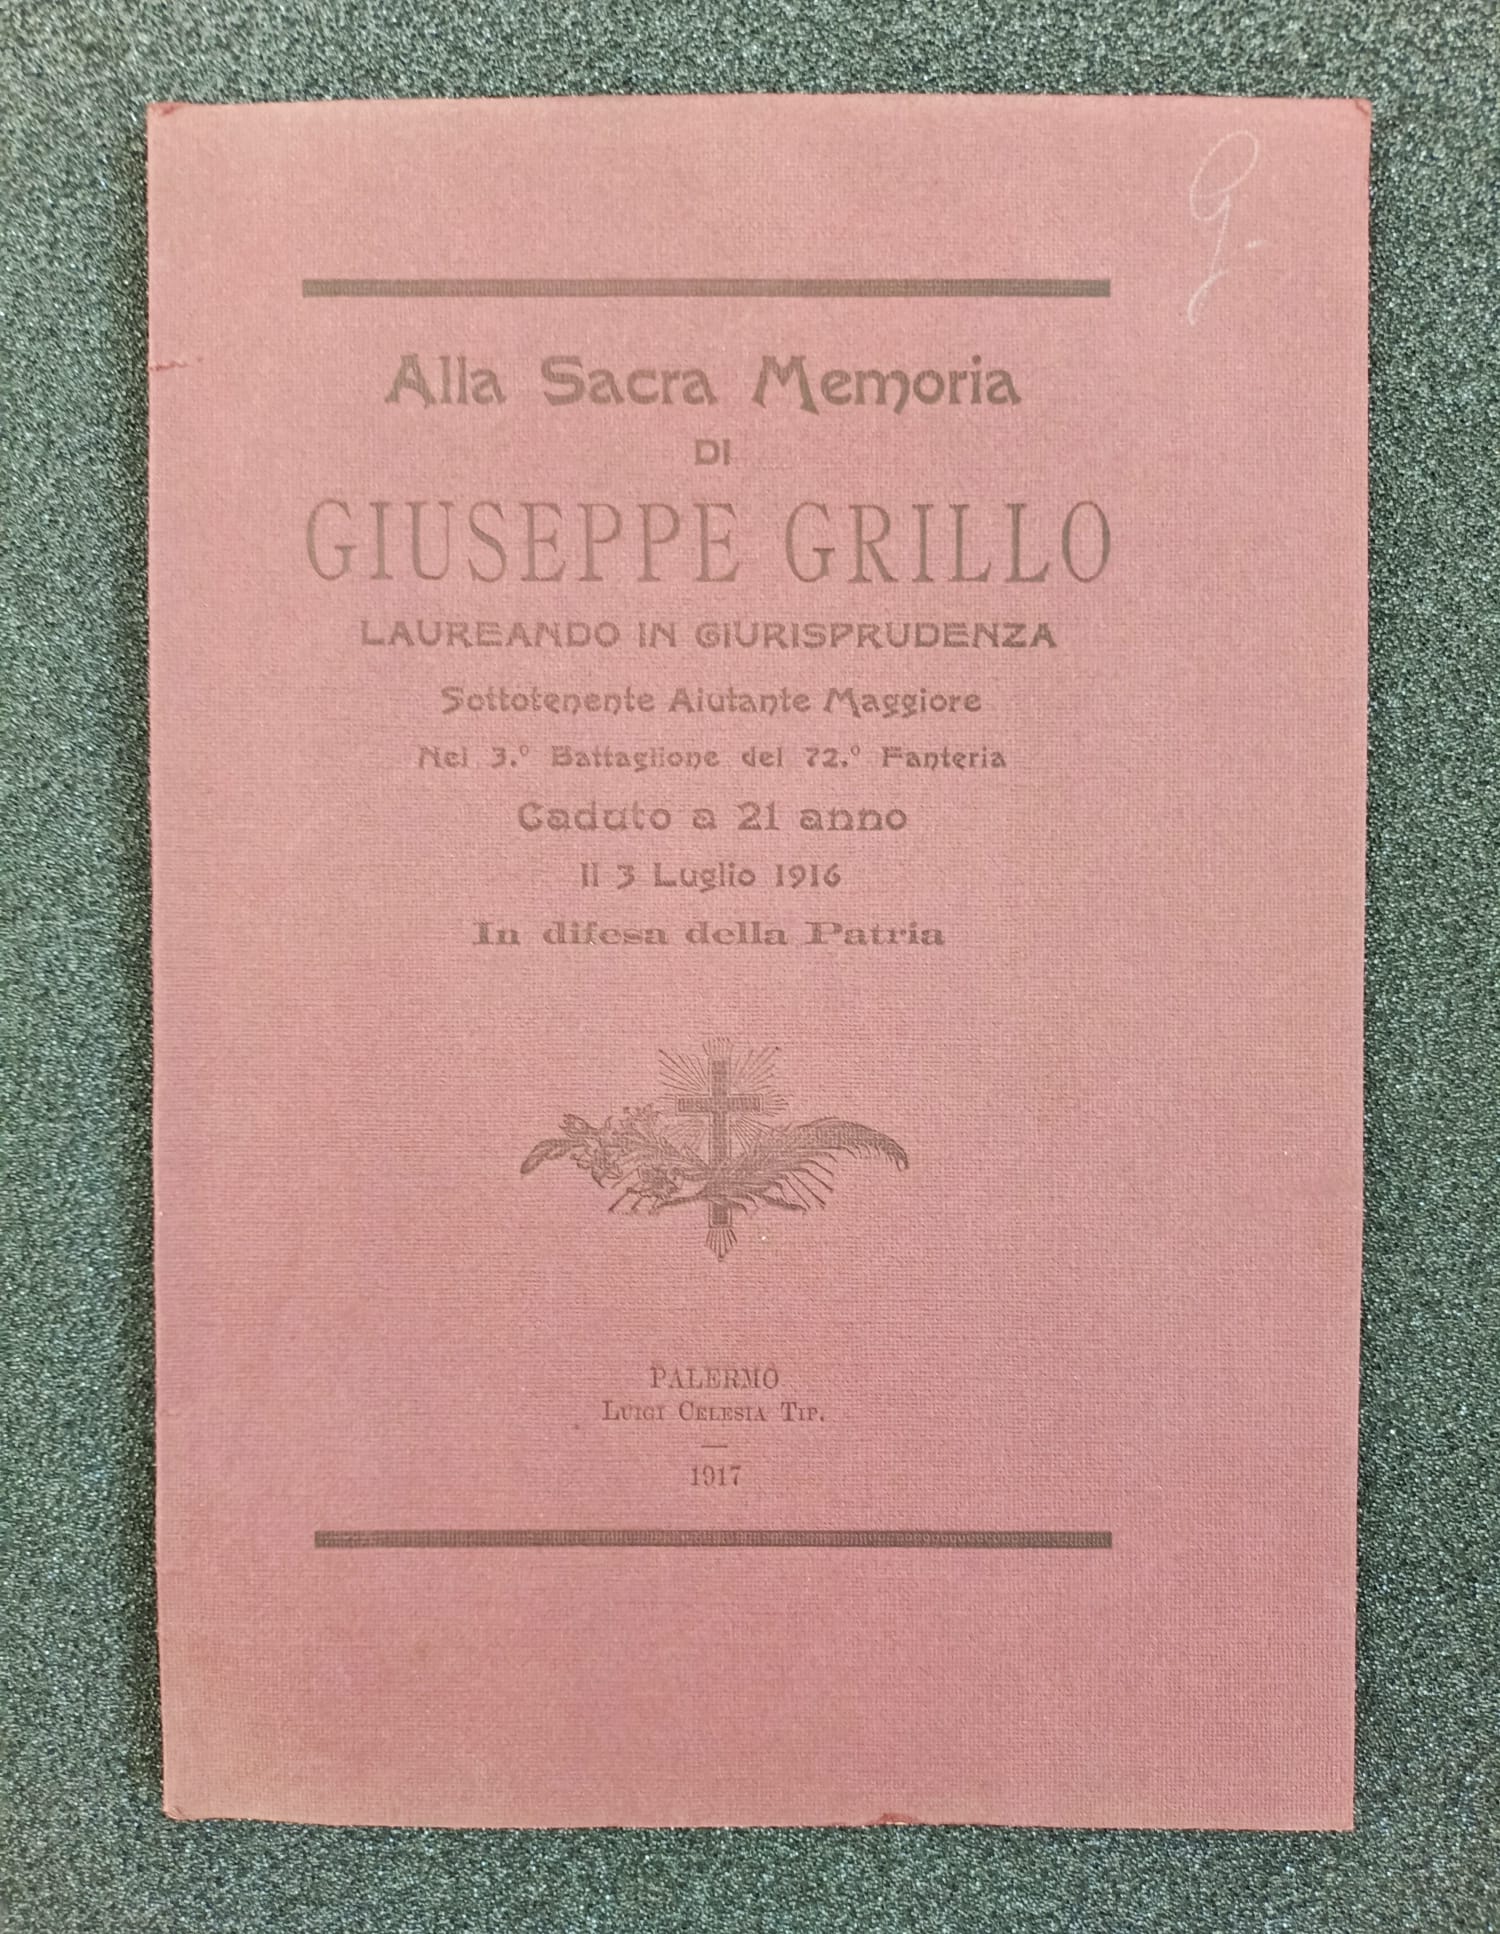 G.
Alla Sacra Memoria
DI
GIUSEPPE GRILLO
LAUREANDO IN GIURISPRUDENZA
Sottotenente Aiutante Maggiore
Nel 3.º Battaglione del 72.º Fanteria
Caduto a 21 anno
Il 3 Luglio 1916
In difesa della Patria
PALERMO
LUIGI CELESIA TIP.
1917